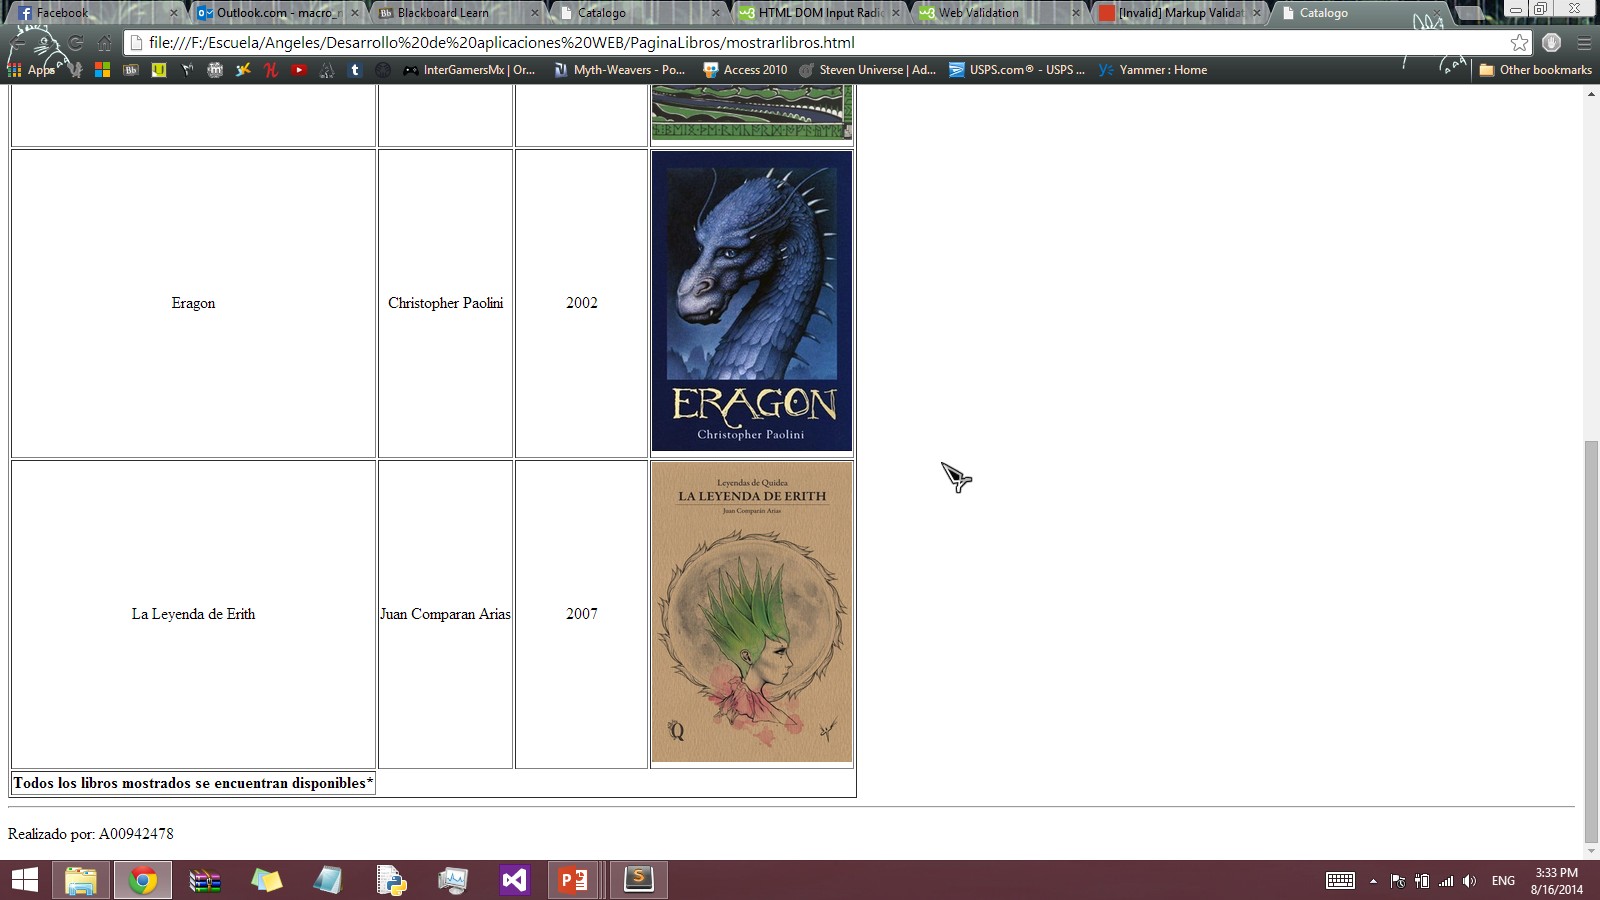 Facebook
Outlook.com - macro_r
Blackboard Learn
Catalogo
HTML DOM Input Radi
Web Validation
[Invalid] Markup Validat
Catalogo
file:///F:/Escuela/Angeles/Desarrollo%20de%20aplicaciones%20WEB/PaginaLibros/mostrarlibros.html
Apps
InterGamersMx | Or...
Myth-Weavers - Po...
Access 2010
Steven Universe | Ad...
USPS.com® - USPS ...
Yammer : Home
Other bookmarks
Eragon
Christopher Paolini
2002
ERAGON
Christopher Paolini
La Leyenda de Erith
Juan Comparan Arias
2007
Leyendas de Quidea
LA LEYENDA DE ERITH
Juan Comparán Arias
Q
Todos los libros mostrados se encuentran disponibles*
Realizado por: A00942478
ENG
3:33 PM
8/16/2014